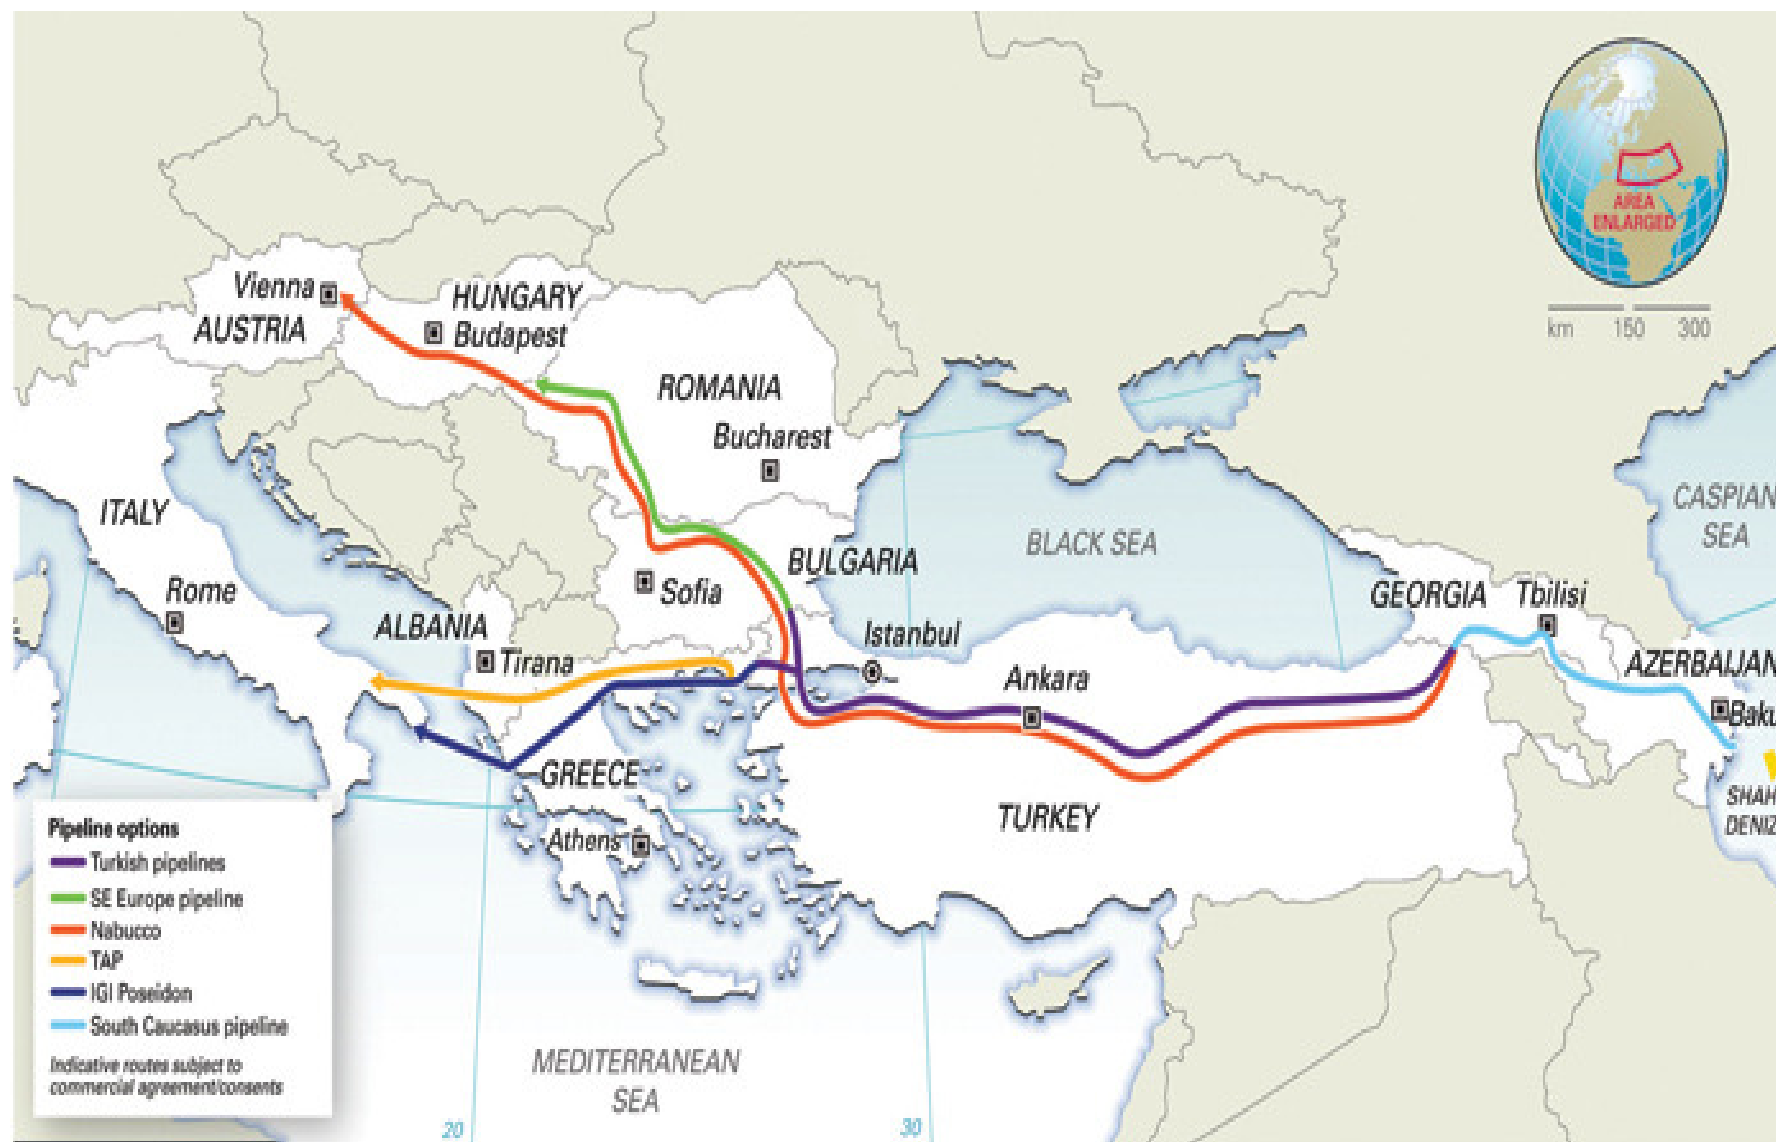 AREA
ENLARGED
km 150 300
Vienna
AUSTRIA
HUNGARY
Budapest
ROMANIA
Bucharest
ITALY
Rome
ALBANIA
Tirana
Sofia
BULGARIA
BLACK SEA
CASPIAN
SEA
GEORGIA
Tbilisi
AZERBAIJAN
Baku
SHAH
DENIZ
Istanbul
Ankara
TURKEY
GREECE
Athens
MEDITERRANEAN
SEA
20
30
Pipeline options
Turkish pipelines
SE Europe pipeline
Nabucco
TAP
IGI Poseidon
South Caucasus pipeline
Indicative routes subject to
commercial agreement/consents